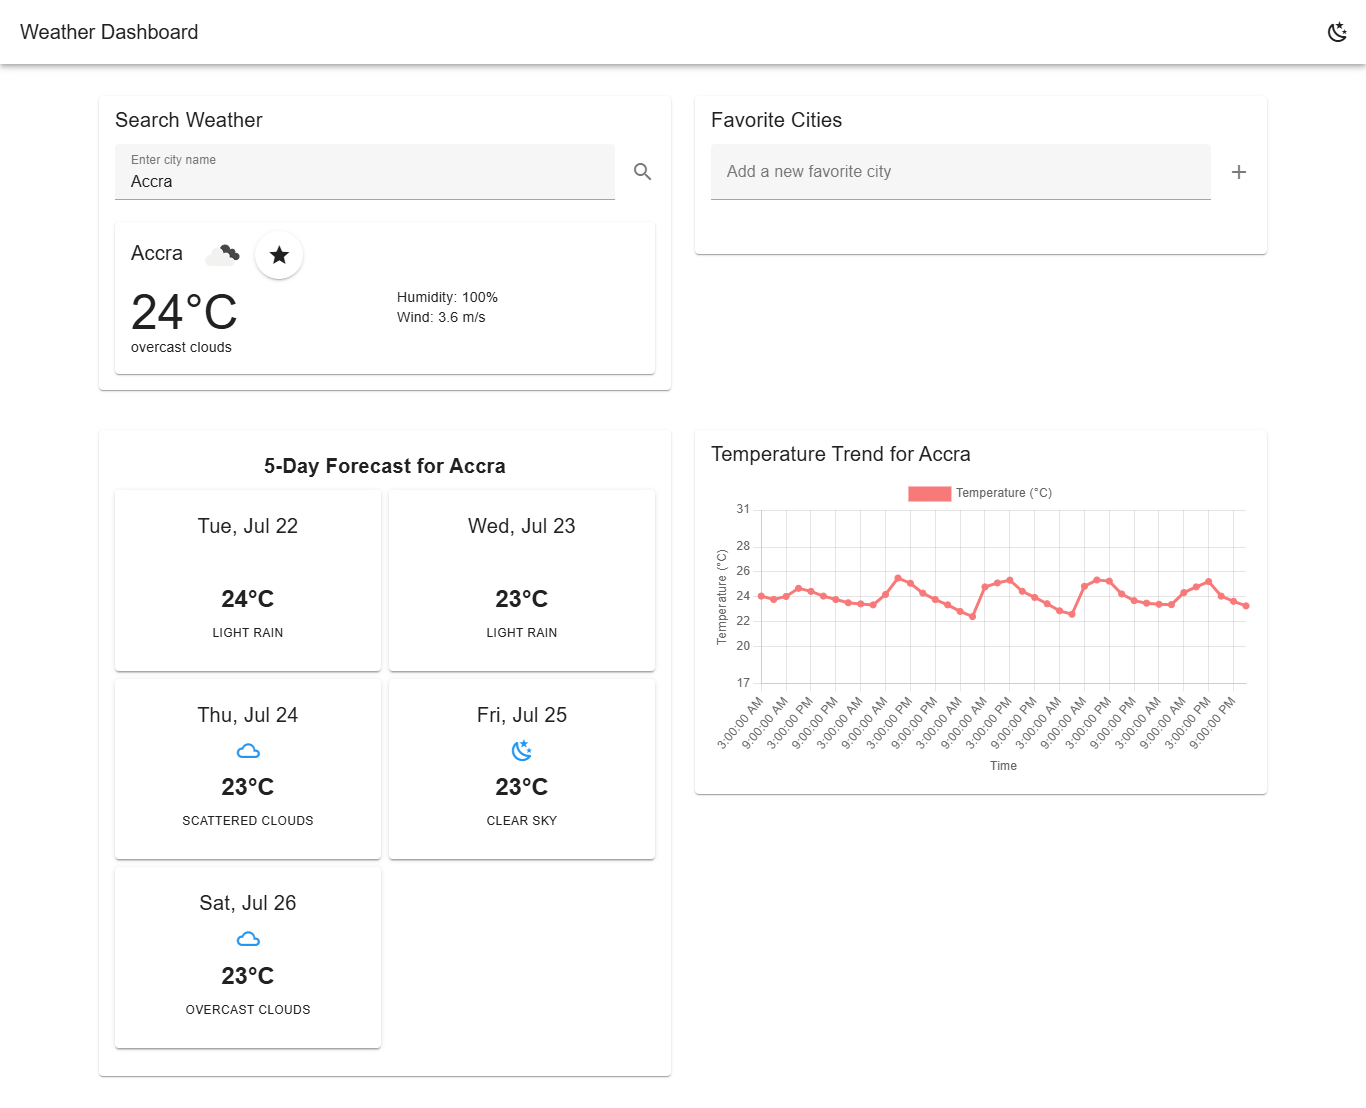 Weather Dashboard
Search Weather
Enter city name
Accra
Accra
24°C
overcast clouds
Humidity: 100%
Wind: 3.6 m/s
Favorite Cities
Add a new favorite city
5-Day Forecast for Accra
Tue, Jul 22
24°C
LIGHT RAIN
Wed, Jul 23
23°C
LIGHT RAIN
Thu, Jul 24
23°C
SCATTERED CLOUDS
Fri, Jul 25
23°C
CLEAR SKY
Sat, Jul 26
23°C
OVERCAST CLOUDS
Temperature Trend for Accra
Temperature (°C)
Temperature (°C)
31
28
26
24
22
20
17
3:00:00 AM
9:00:00 AM
3:00:00 PM
9:00:00 PM
3:00:00 AM
9:00:00 AM
3:00:00 PM
9:00:00 PM
3:00:00 AM
9:00:00 AM
3:00:00 PM
9:00:00 PM
3:00:00 AM
9:00:00 AM
3:00:00 PM
9:00:00 PM
3:00:00 AM
9:00:00 AM
3:00:00 PM
9:00:00 PM
Time